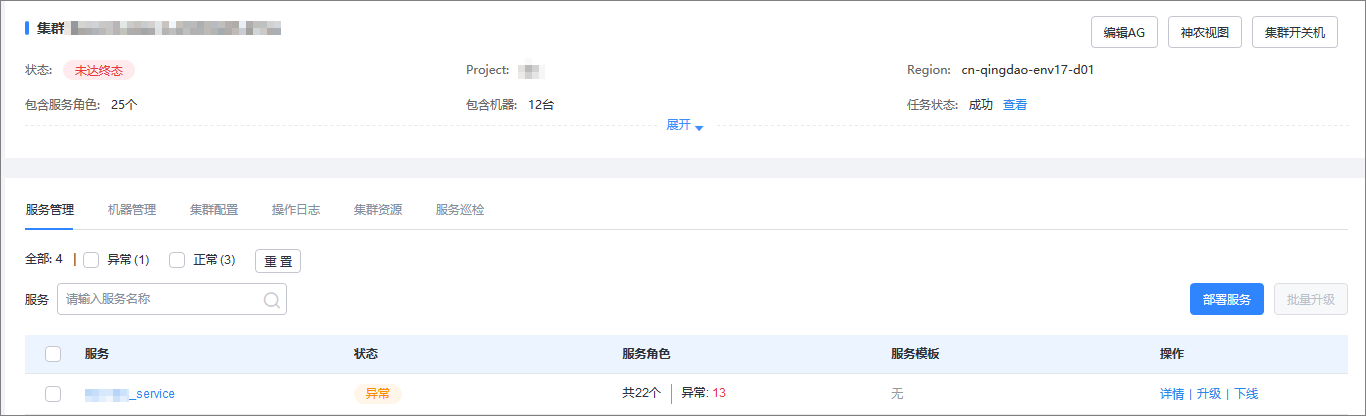 集群
编辑AG 神农视图 集群开关机
状态: 未达终态 Project: Region: cn-qingdao-env17-d01
包含服务角色: 25个 包含机器: 12台 任务状态: 成功 查看
展开
服务管理 机器管理 集群配置 操作日志 集群资源 服务巡检
全部: 4 | 异常 (1) 正常 (3) 重 置
服务 请输入服务名称 部署服务 批量升级
服务 状态 服务角色 服务模板 操作
_service 异常 共22个 异常: 13 无 详情 | 升级 | 下线